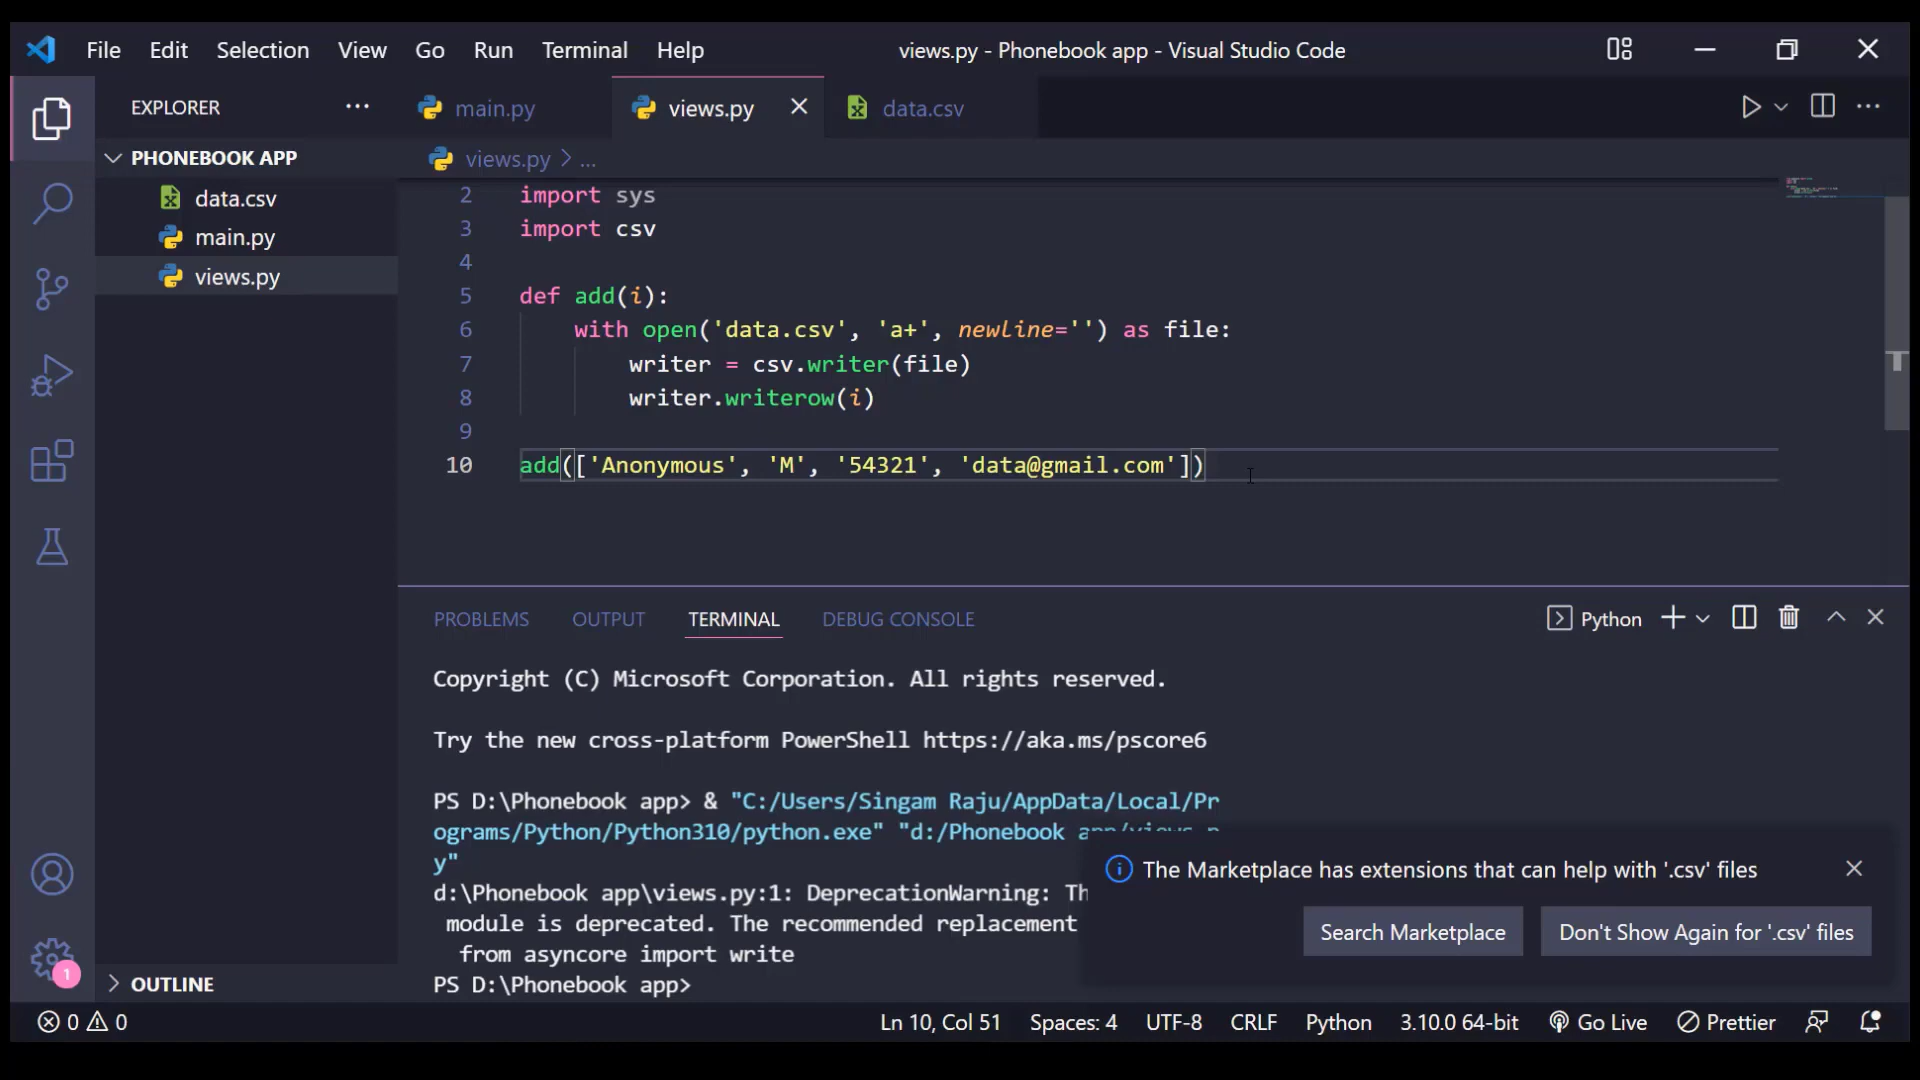 File Edit Selection View Go Run Terminal Help views.py - Phonebook app - Visual Studio Code
EXPLORER ··· main.py views.py data.csv ···
PHONEBOOK APP
views.py > ...
data.csv
main.py
views.py
2 import sys
3 import csv
4
5 def add(i):
6 with open('data.csv', 'a+', newline='') as file:
7 writer = csv.writer(file)
8 writer.writerow(i)
9
10 add(['Anonymous', 'M', '54321', 'data@gmail.com'])
PROBLEMS OUTPUT TERMINAL DEBUG CONSOLE Python
Copyright (C) Microsoft Corporation. All rights reserved.
Try the new cross-platform PowerShell https://aka.ms/pscore6
PS D:\Phonebook app> & "C:/Users/Singam Raju/AppData/Local/Pr
ograms/Python/Python310/python.exe" "d:/Phonebook app/views.p
y"
d:\Phonebook app\views.py:1: DeprecationWarning:
module is deprecated. The recommended replacement
from asyncore import write
PS D:\Phonebook app>
The Marketplace has extensions that can help with '.csv' files
Search Marketplace Don't Show Again for '.csv' files
1
OUTLINE
0 0 Ln 10, Col 51 Spaces: 4 UTF-8 CRLF Python 3.10.0 64-bit Go Live Prettier